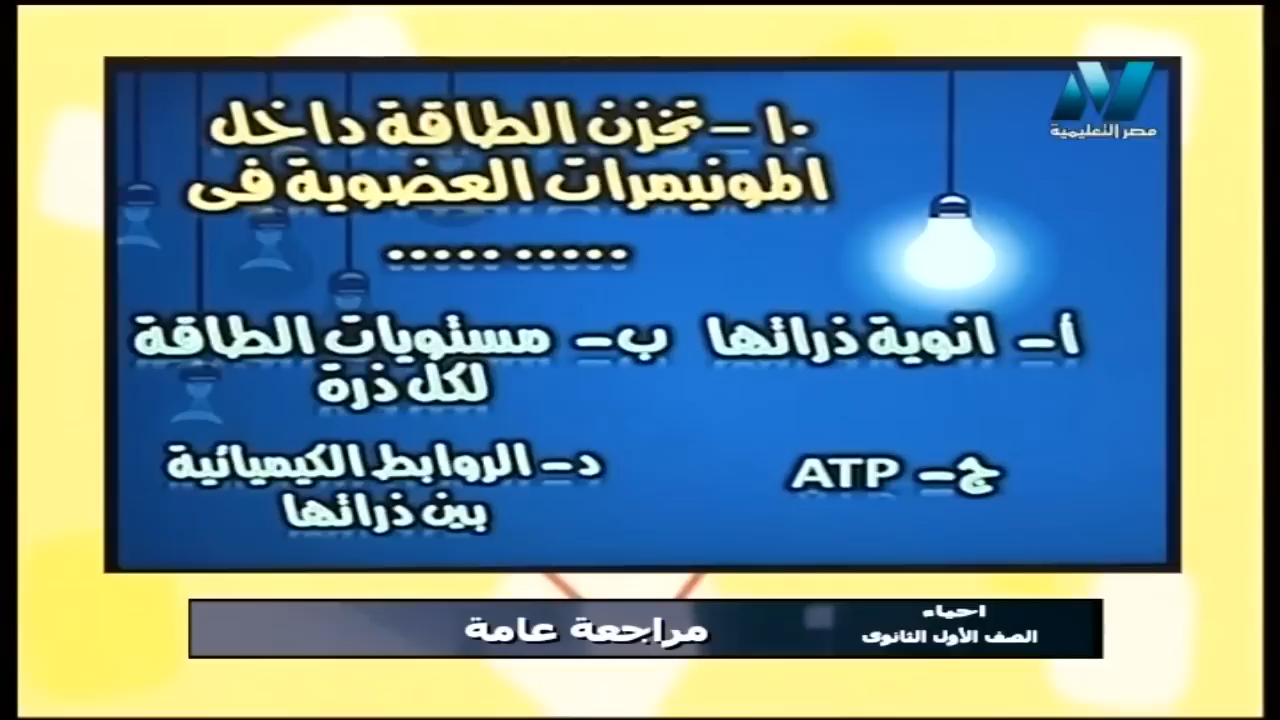 مصر التعليمية
١٠ – تخزن الطاقة داخل
المونيمرات العضوية فى
..... .....
أ – انوية ذراتها
ب – مستويات الطاقة
لكل ذرة
ج – ATP
د – الروابط الكيميائية
بين ذراتها
احياء
الصف الأول الثانوى
مراجعة عامة